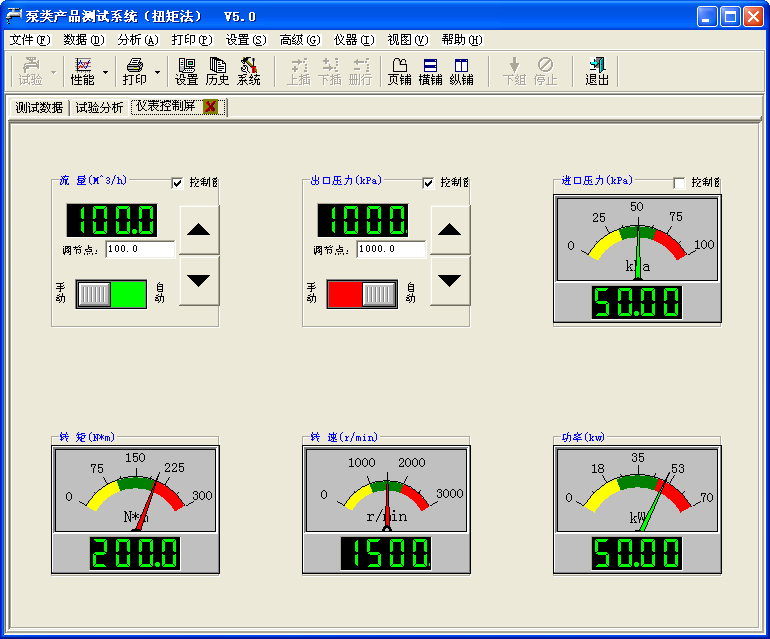 泵类产品测试系统（扭矩法） V5.0
文件(F) 数据(D) 分析(A) 打印(P) 设置(S) 高级(G) 仪器(I) 视图(V) 帮助(H)
试验 性能 打印 设置 历史 系统 上插 下插 删行 页铺 横铺 纵铺 下组 停止 退出
测试数据 试验分析 仪表控制屏
流 量(M^3/h) 控制
100.0
调节点: 100.0
手动 自动
出口压力(kPa) 控制
1000
调节点: 1000.0
手动 自动
进口压力(kPa) 控制
0 25 50 75 100
kPa
50.00
转 矩(N*m)
0 75 150 225 300
N*m
200.0
转 速(r/min)
0 1000 2000 3000
r/min
1500
功率(kw)
0 18 35 53 70
kW
50.00